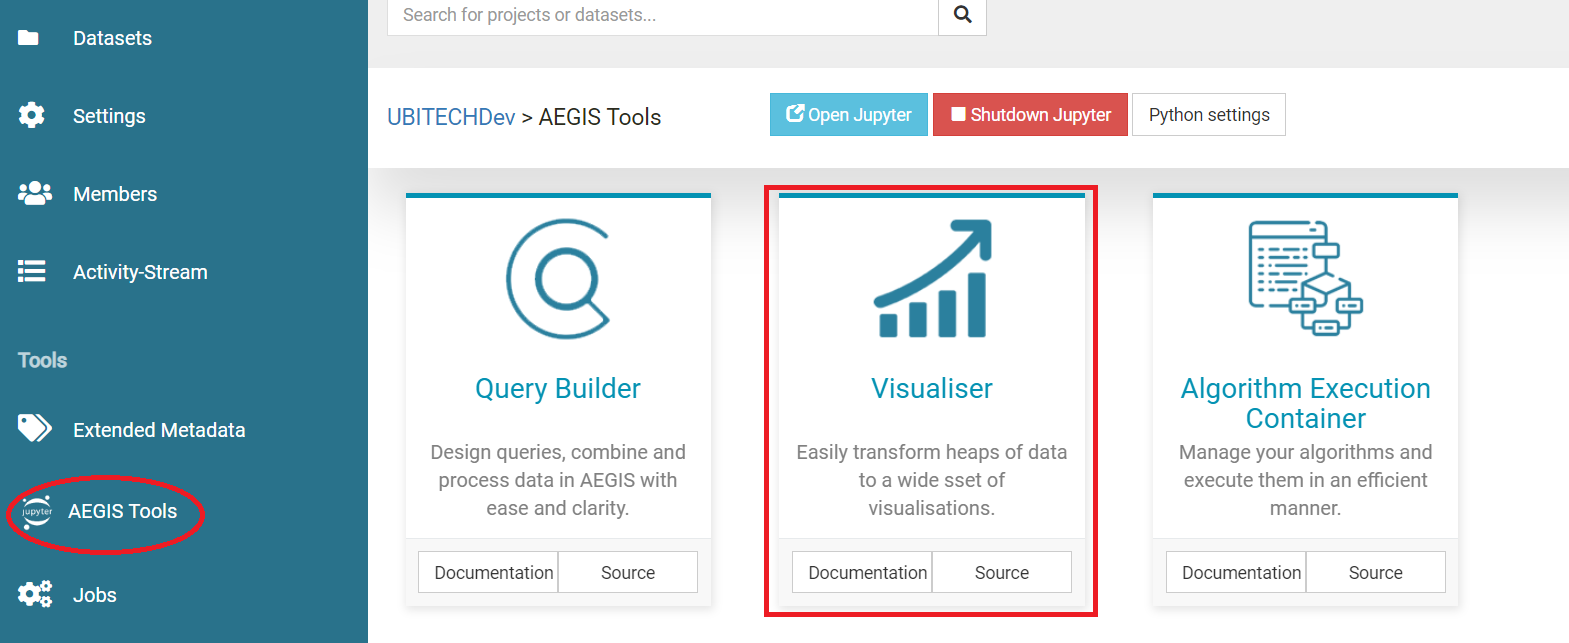 Search for projects or datasets...
Datasets
Settings
Members
Activity-Stream
Tools
Extended Metadata
jupyter
AEGIS Tools
Jobs
UBITECHDev > AEGIS Tools
Open Jupyter
Shutdown Jupyter
Python settings
Query Builder
Design queries, combine and
process data in AEGIS with
ease and clarity.
Documentation
Source
Visualiser
Easily transform heaps of data
to a wide sset of
visualisations.
Documentation
Source
Algorithm Execution
Container
Manage your algorithms and
execute them in an efficient
manner.
Documentation
Source